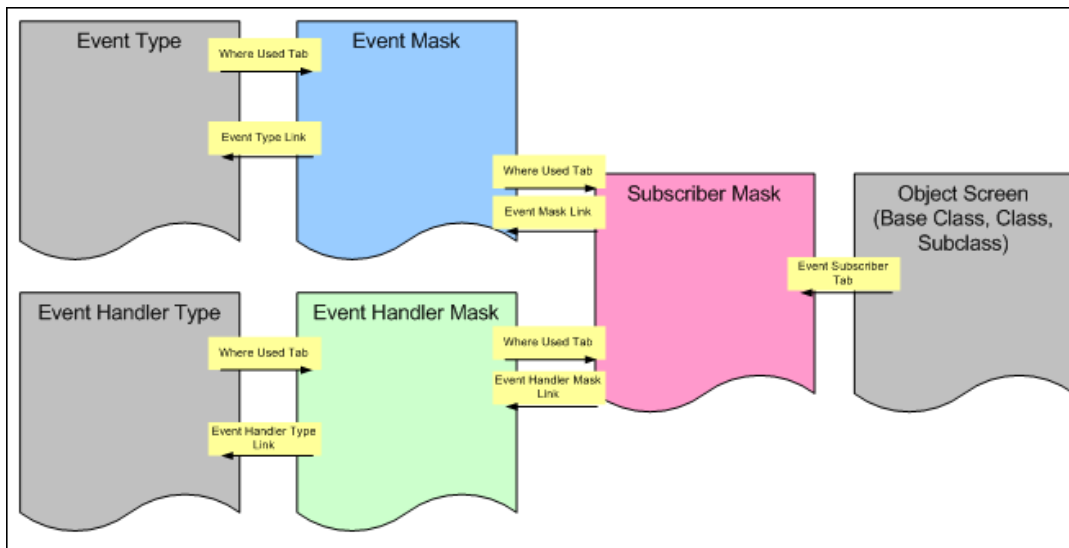 Event Type
Where Used Tab
Event Type Link
Event Mask
Where Used Tab
Event Mask Link
Subscriber Mask
Object Screen
(Base Class, Class,
Subclass)
Event Subscriber
Tab
Event Handler Type
Where Used Tab
Event Handler Type
Link
Event Handler Mask
Where Used Tab
Event Handler Mask
Link